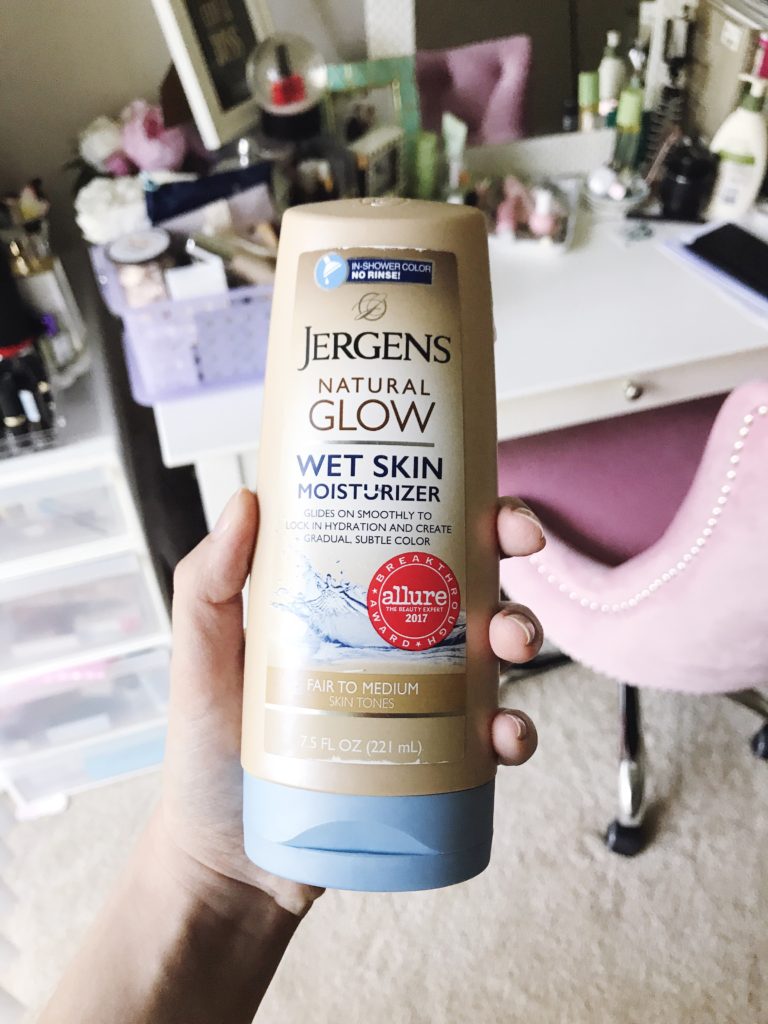 IN-SHOWER COLOR
NO RINSE!
JERGENS
NATURAL
GLOW
WET SKIN
MOISTURIZER
GLIDES ON SMOOTHLY TO
LOCK IN HYDRATION AND CREATE
GRADUAL, SUBTLE COLOR
BREAKTHROUGH
allure
THE BEAUTY EXPERT
2017
AWARD
FAIR TO MEDIUM
SKIN TONES
7.5 FL OZ (221 mL)